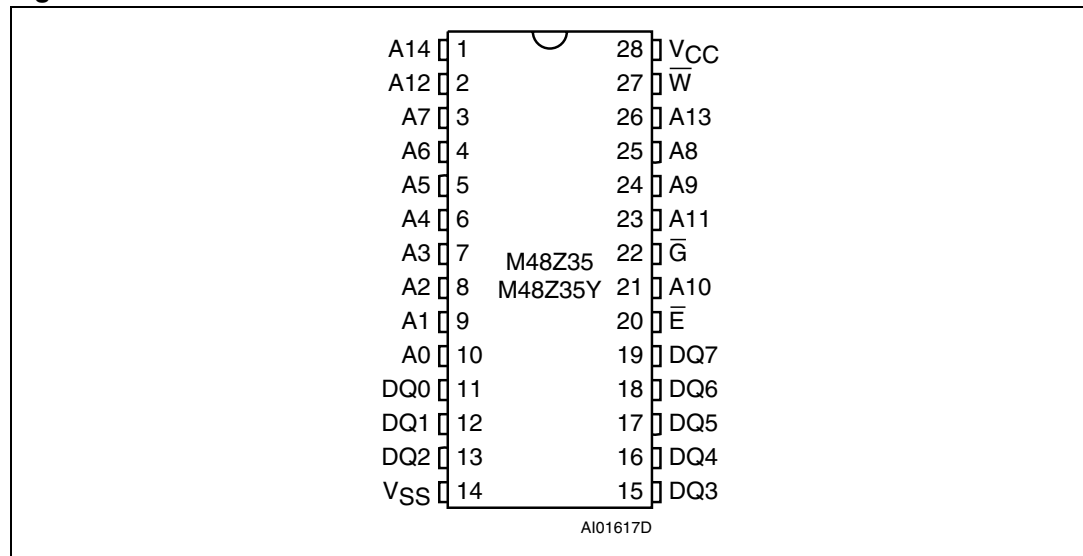 A14 1 28 VCC
A12 2 27 W̅
A7 3 26 A13
A6 4 25 A8
A5 5 24 A9
A4 6 23 A11
A3 7 22 G̅
M48Z35
A2 8 M48Z35Y 21 A10
A1 9 20 E̅
A0 10 19 DQ7
DQ0 11 18 DQ6
DQ1 12 17 DQ5
DQ2 13 16 DQ4
VSS 14 15 DQ3
AI01617D